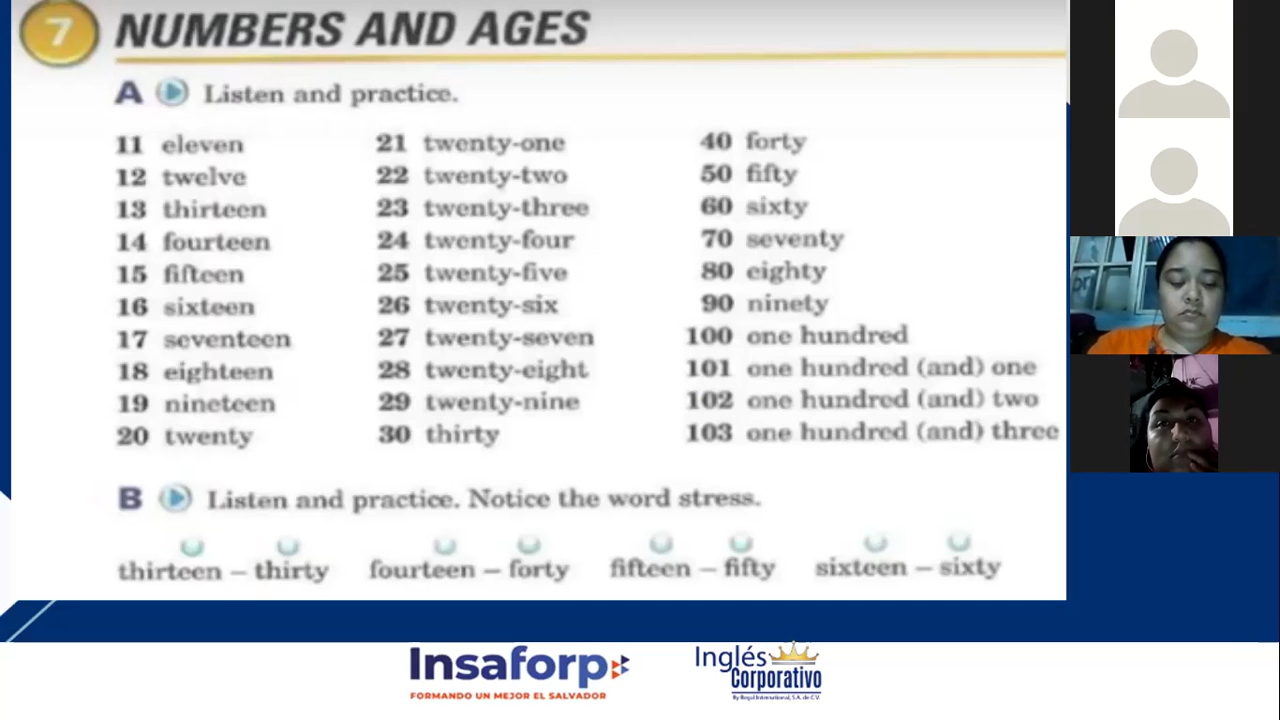 7 NUMBERS AND AGES
A Listen and practice.
11 eleven 21 twenty-one 40 forty
12 twelve 22 twenty-two 50 fifty
13 thirteen 23 twenty-three 60 sixty
14 fourteen 24 twenty-four 70 seventy
15 fifteen 25 twenty-five 80 eighty
16 sixteen 26 twenty-six 90 ninety
17 seventeen 27 twenty-seven 100 one hundred
18 eighteen 28 twenty-eight 101 one hundred (and) one
19 nineteen 29 twenty-nine 102 one hundred (and) two
20 twenty 30 thirty 103 one hundred (and) three
B Listen and practice. Notice the word stress.
thirteen – thirty fourteen – forty fifteen – fifty sixteen – sixty
Insaforp
FORMANDO UN MEJOR EL SALVADOR
Inglés
Corporativo
By Regal International, S.A. de C.V.